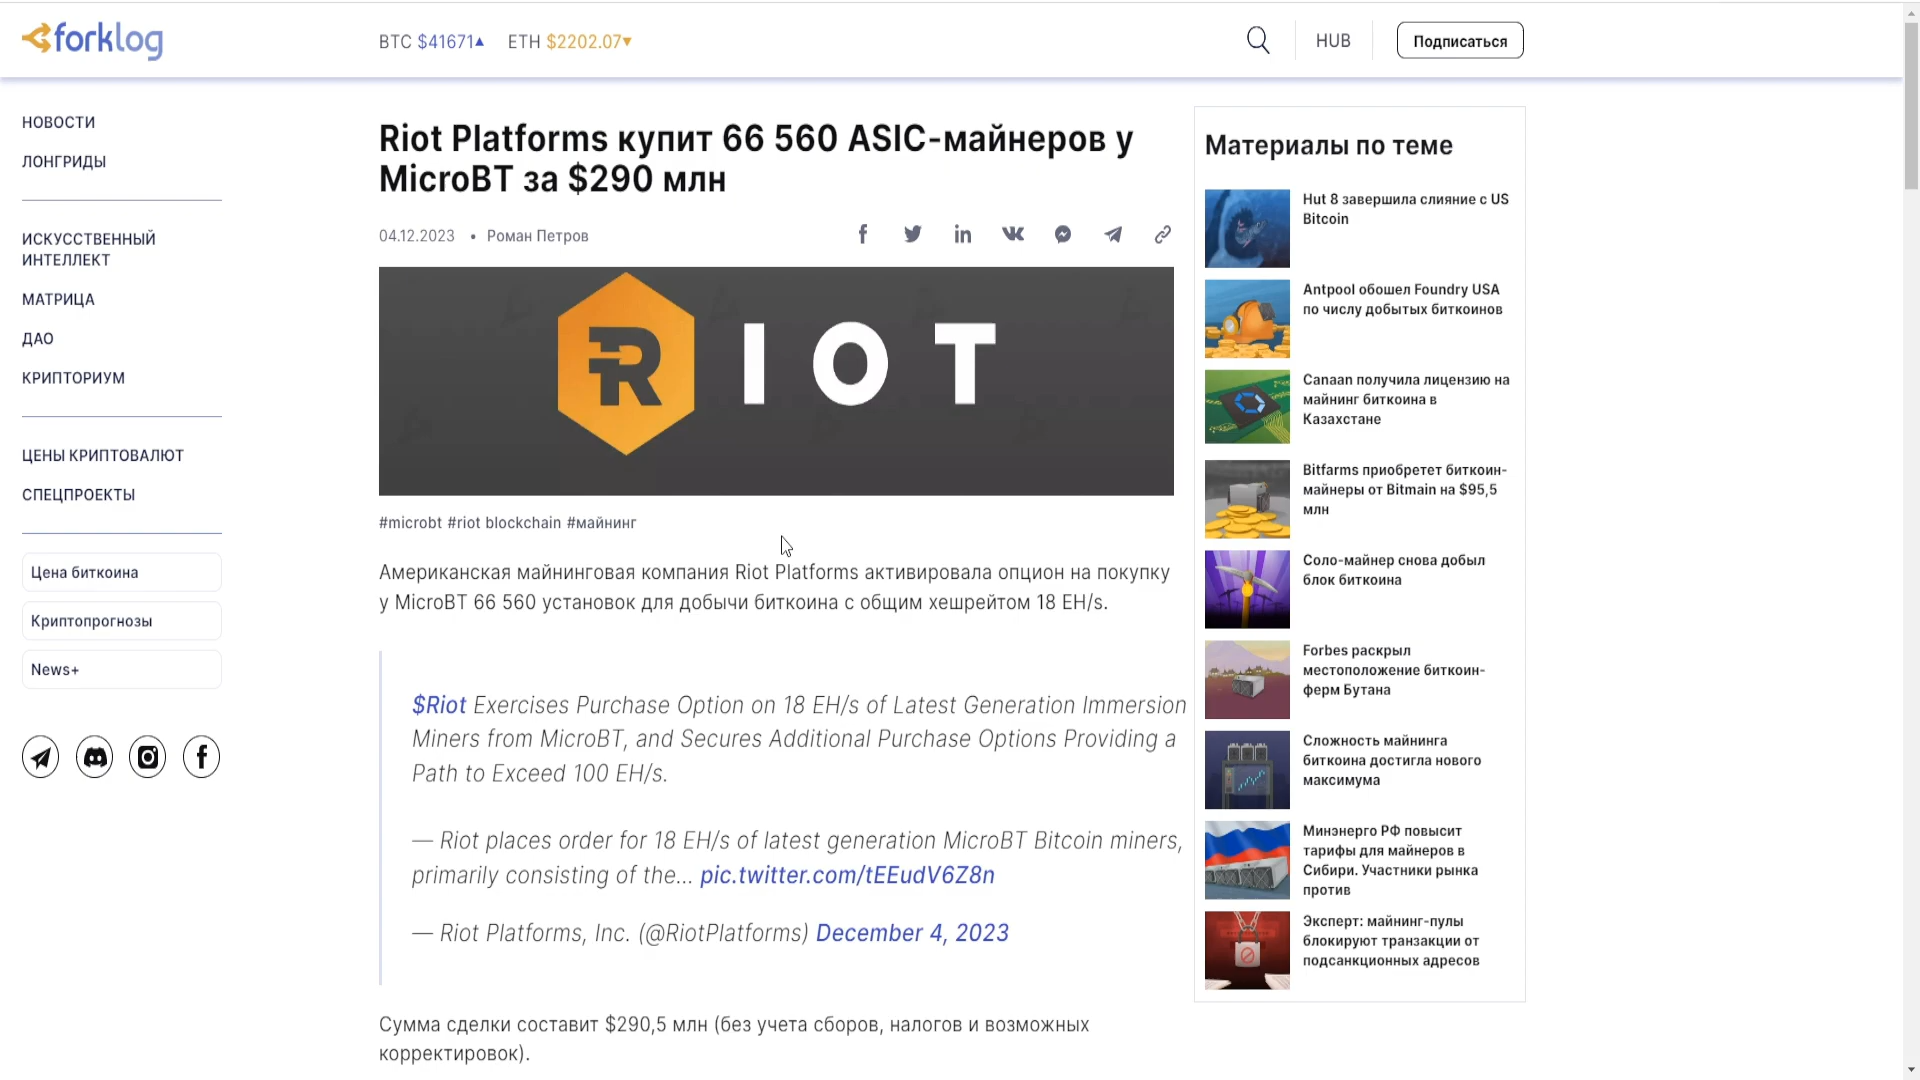 forklog
BTC $41671▲ ETH $2202.07▼
HUB
Подписаться
НОВОСТИ
ЛОНГРИДЫ
ИСКУССТВЕННЫЙ
ИНТЕЛЛЕКТ
МАТРИЦА
ДАО
КРИПТОРИУМ
ЦЕНЫ КРИПТОВАЛЮТ
СПЕЦПРОЕКТЫ
Цена биткоина
Криптопрогнозы
News+
Riot Platforms купит 66 560 ASIC-майнеров у
MicroBT за $290 млн
04.12.2023 • Роман Петров
RIOT
#microbt #riot blockchain #майнинг
Американская майнинговая компания Riot Platforms активировала опцион на покупку
у MicroBT 66 560 установок для добычи биткоина с общим хешрейтом 18 EH/s.
$Riot Exercises Purchase Option on 18 EH/s of Latest Generation Immersion
Miners from MicroBT, and Secures Additional Purchase Options Providing a
Path to Exceed 100 EH/s.
— Riot places order for 18 EH/s of latest generation MicroBT Bitcoin miners,
primarily consisting of the… pic.twitter.com/tEEudV6Z8n
— Riot Platforms, Inc. (@RiotPlatforms) December 4, 2023
Сумма сделки составит $290,5 млн (без учета сборов, налогов и возможных
корректировок).
Материалы по теме
Hut 8 завершила слияние с US
Bitcoin
Antpool обошел Foundry USA
по числу добытых биткоинов
Canaan получила лицензию на
майнинг биткоина в
Казахстане
Bitfarms приобретет биткоин-
майнеры от Bitmain на $95,5
млн
Соло-майнер снова добыл
блок биткоина
Forbes раскрыл
местоположение биткоин-
ферм Бутана
Сложность майнинга
биткоина достигла нового
максимума
Минэнерго РФ повысит
тарифы для майнеров в
Сибири. Участники рынка
против
Эксперт: майнинг-пулы
блокируют транзакции от
подсанкционных адресов